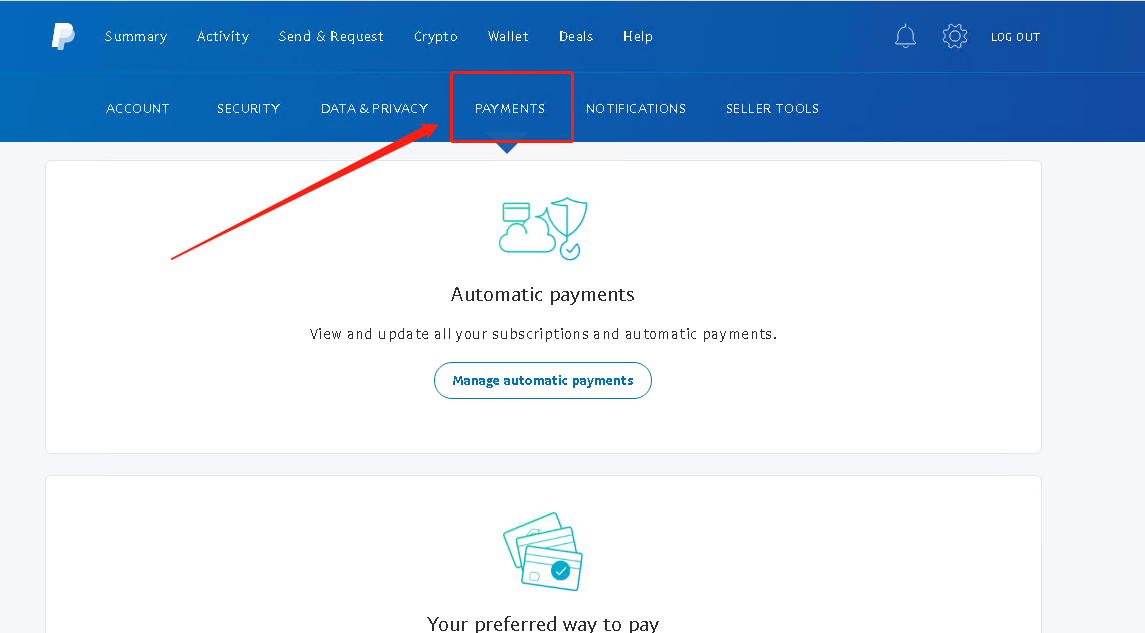 Summary Activity Send & Request Crypto Wallet Deals Help LOG OUT
ACCOUNT SECURITY DATA & PRIVACY PAYMENTS NOTIFICATIONS SELLER TOOLS
Automatic payments
View and update all your subscriptions and automatic payments.
Manage automatic payments
Your preferred way to pay